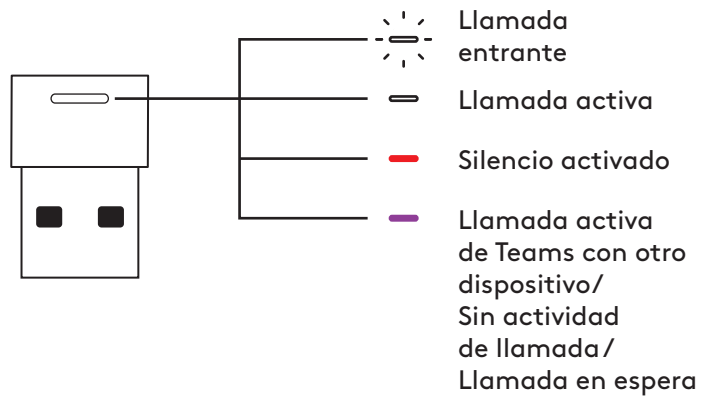 Llamada
entrante
Llamada activa
Silencio activado
Llamada activa
de Teams con otro
dispositivo/
Sin actividad
de llamada/
Llamada en espera